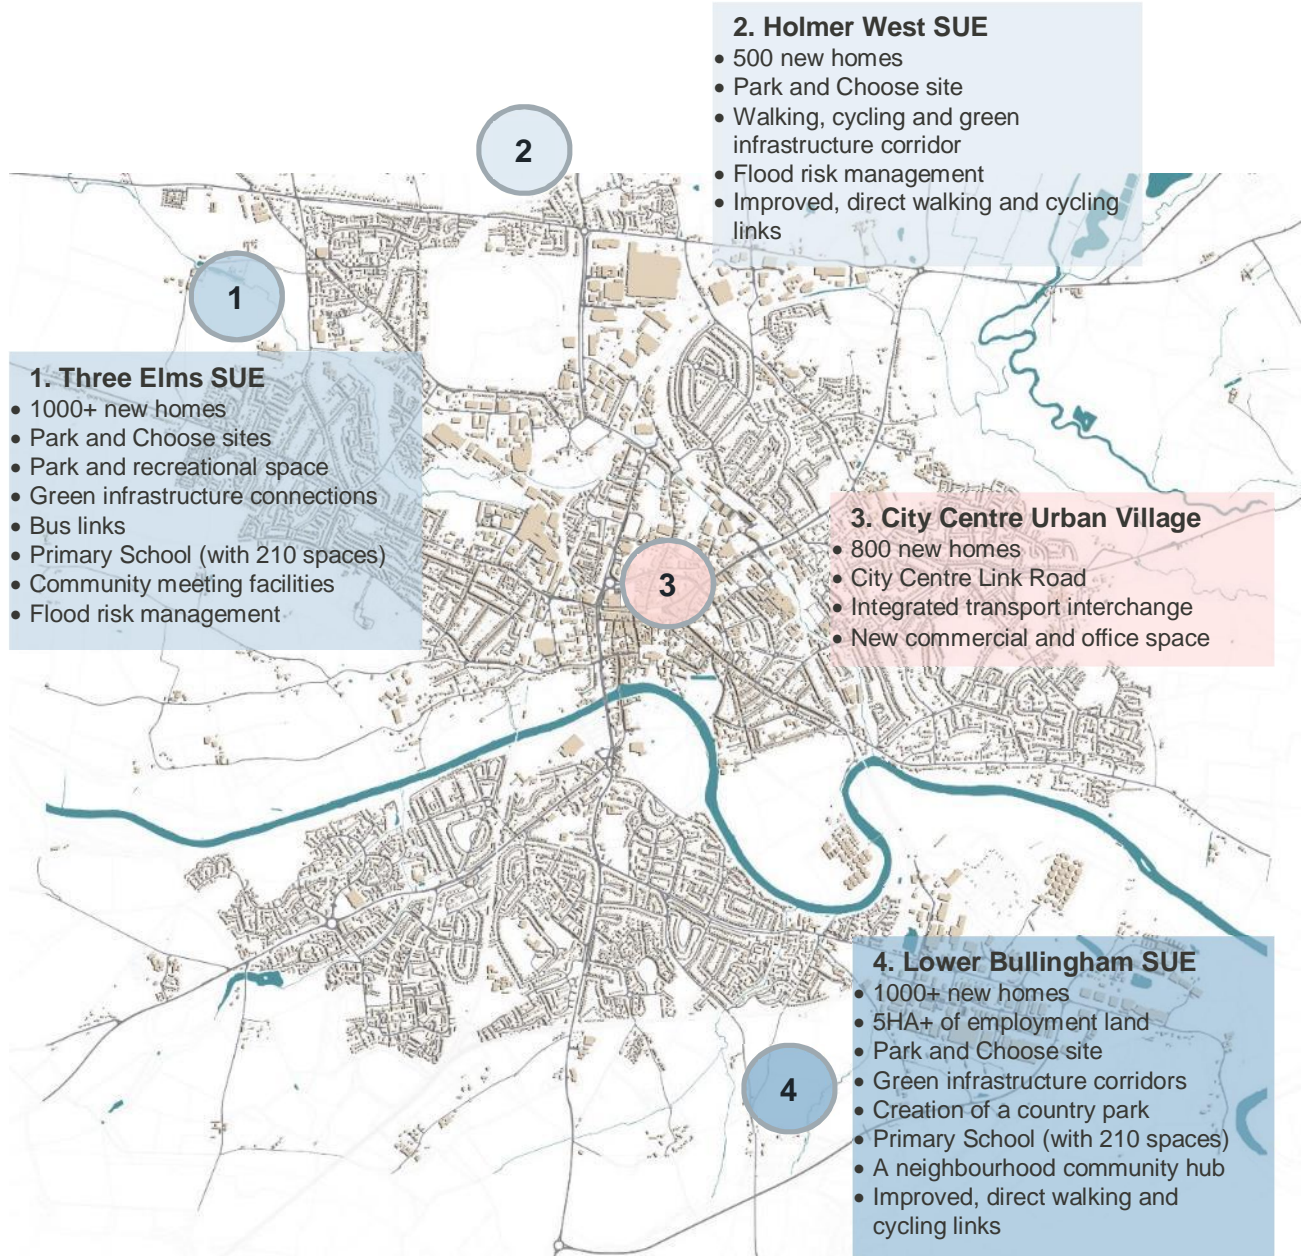 2. Holmer West SUE
• 500 new homes
• Park and Choose site
• Walking, cycling and green
infrastructure corridor
• Flood risk management
• Improved, direct walking and cycling
links
2
1
1. Three Elms SUE
• 1000+ new homes
• Park and Choose sites
• Park and recreational space
• Green infrastructure connections
• Bus links
• Primary School (with 210 spaces)
• Community meeting facilities
• Flood risk management
3. City Centre Urban Village
• 800 new homes
• City Centre Link Road
• Integrated transport interchange
• New commercial and office space
3
4. Lower Bullingham SUE
• 1000+ new homes
• 5HA+ of employment land
• Park and Choose site
• Green infrastructure corridors
• Creation of a country park
• Primary School (with 210 spaces)
• A neighbourhood community hub
• Improved, direct walking and
cycling links
4